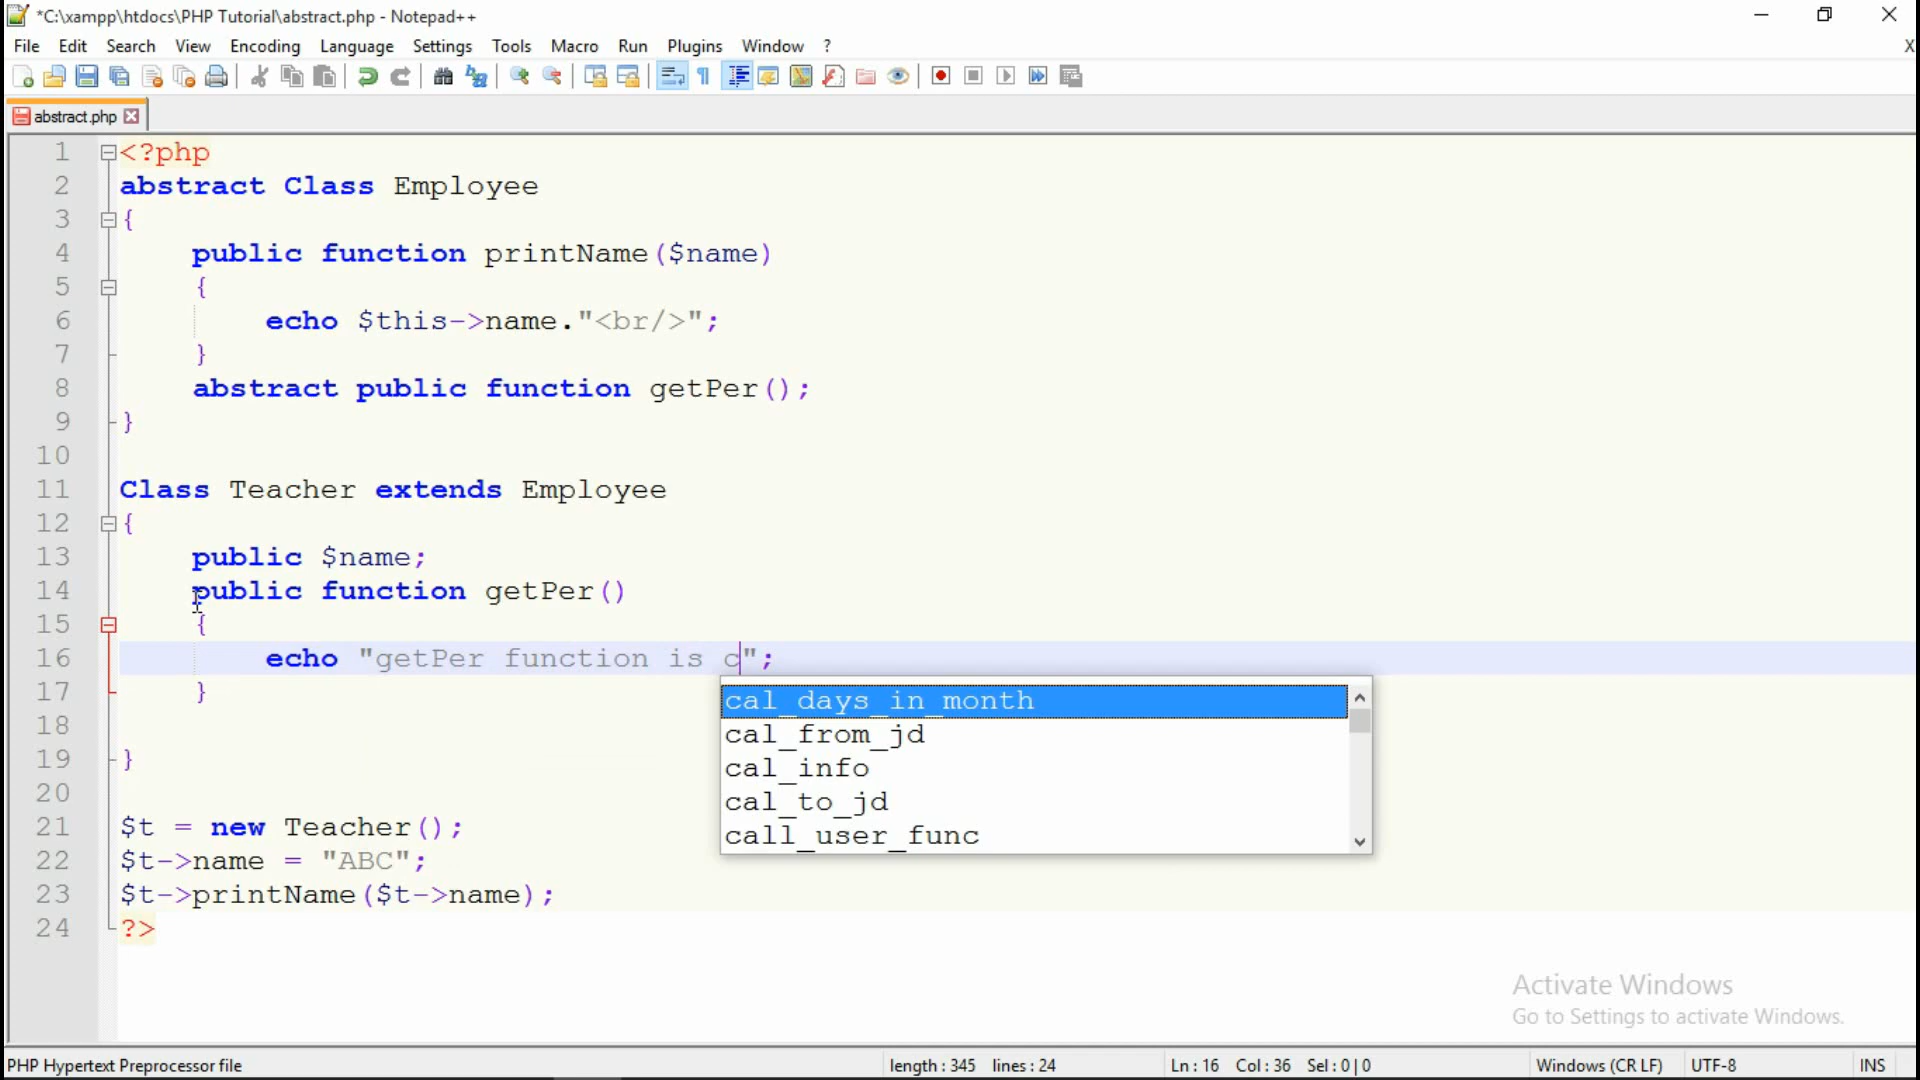 *C:\xampp\htdocs\PHP Tutorial\abstract.php - Notepad++
File Edit Search View Encoding Language Settings Tools Macro Run Plugins Window ? X
abstract.php
1 <?php
2 abstract Class Employee
3 {
4 public function printName($name)
5 {
6 echo $this->name."<br/>";
7 }
8 abstract public function getPer();
9 }
10
11 Class Teacher extends Employee
12 {
13 public $name;
14 public function getPer()
15 {
16 echo "getPer function is c";
17 }
18
19 }
20
21 $t = new Teacher();
22 $t->name = "ABC";
23 $t->printName($t->name);
24 ?>
cal_days_in_month
cal_from_jd
cal_info
cal_to_jd
call_user_func
Activate Windows
Go to Settings to activate Windows.
PHP Hypertext Preprocessor file length : 345 lines : 24 Ln : 16 Col : 36 Sel : 0 | 0 Windows (CR LF) UTF-8 INS